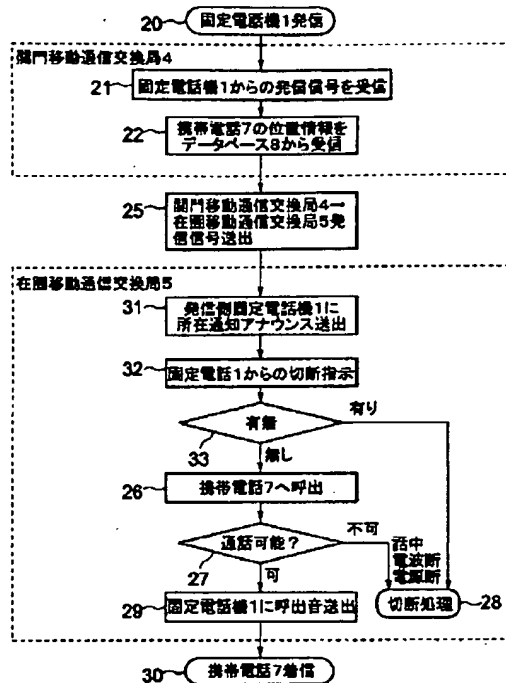 20
固定電話機1発信
関門移動通信交換局4
21
固定電話機1からの発信信号を受信
22
携帯電話7の位置情報を
データベース8から受信
25
関門移動通信交換局4→
在圏移動通信交換局5発
信信号送出
在圏移動通信交換局5
31
発信側固定電話機1に
所在通知アナウンス送出
32
固定電話1からの切断指示
有無
有り
33
無し
26
携帯電話7へ呼出
通話可能?
不可
27
可
話中
電波断
電源断
29
固定電話機1に呼出音送出
切断処理
28
30
携帯電話7着信